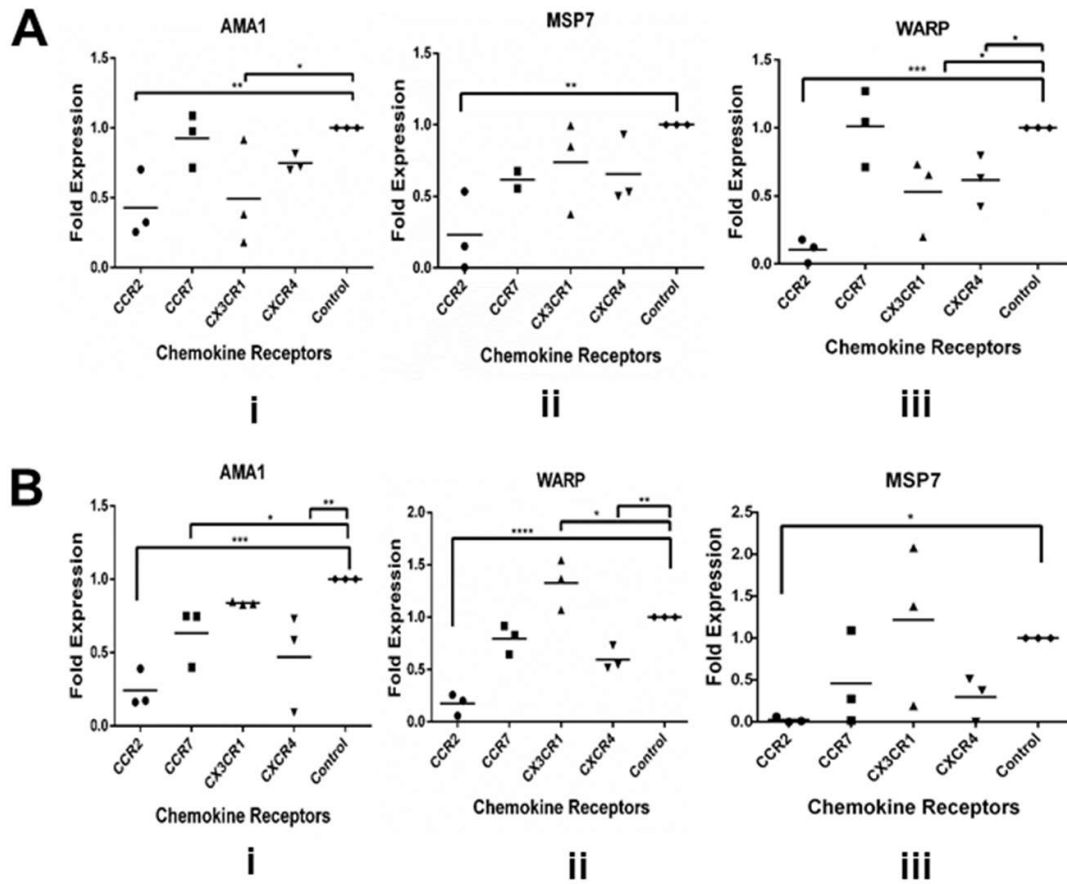 A
AMA1
1.5
1.0
0.5
0.0
Fold Expression
*
**
CCR2
CCR7
CX3CR1
CXCR4
Control
Chemokine Receptors
i
MSP7
1.5
1.0
0.5
0.0
Fold Expression
**
CCR2
CCR7
CX3CR1
CXCR4
Control
Chemokine Receptors
ii
WARP
1.5
1.0
0.5
0.0
Fold Expression
*
*
***
CCR2
CCR7
CX3CR1
CXCR4
Control
Chemokine Receptors
iii
B
AMA1
1.5
1.0
0.5
0.0
Fold Expression
**
*
***
CCR2
CCR7
CX3CR1
CXCR4
Control
Chemokine Receptors
i
WARP
2.0
1.5
1.0
0.5
0.0
Fold Expression
**
*
****
CCR2
CCR7
CX3CR1
CXCR4
Control
Chemokine Receptors
ii
MSP7
2.5
2.0
1.5
1.0
0.5
0.0
Fold Expression
*
CCR2
CCR7
CX3CR1
CXCR4
Control
Chemokine Receptors
iii